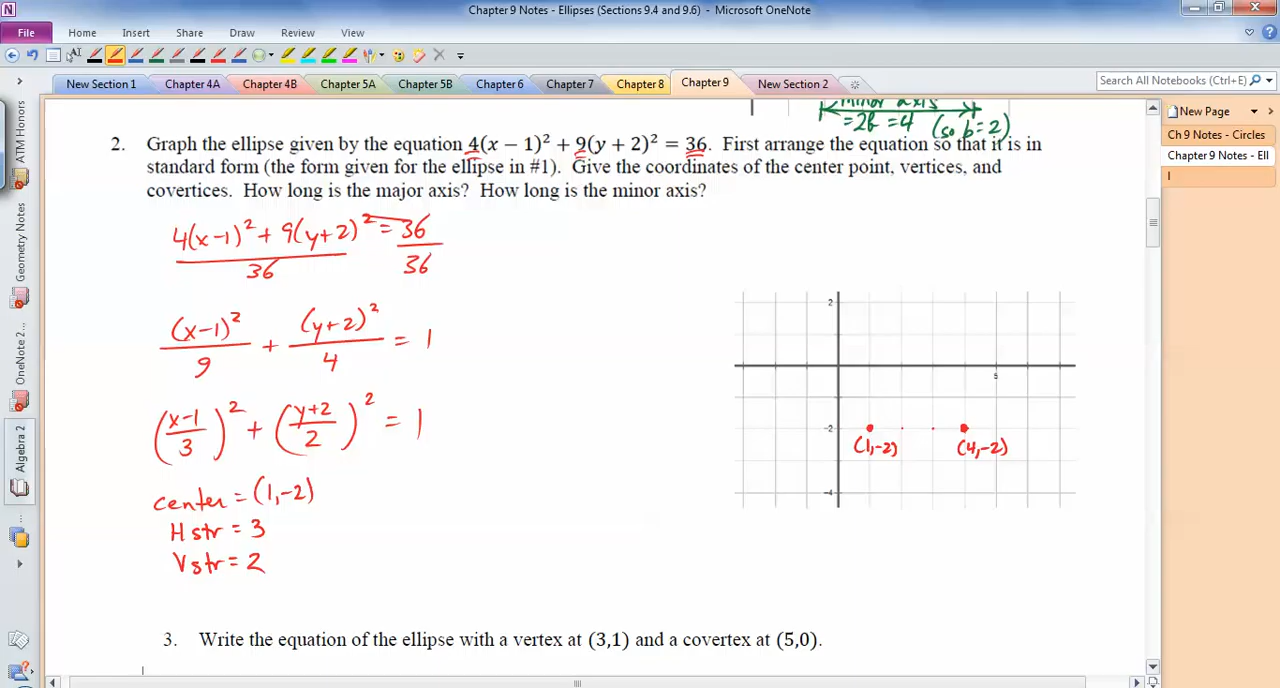 Chapter 9 Notes - Ellipses (Sections 9.4 and 9.6) - Microsoft OneNote
File Home Insert Share Draw Review View
New Section 1 Chapter 4A Chapter 4B Chapter 5A Chapter 5B Chapter 6 Chapter 7 Chapter 8 Chapter 9 New Section 2
Search All Notebooks (Ctrl+E)
New Page
Ch 9 Notes - Circles
Chapter 9 Notes - Ell
I
ATM Honors
Geometry Notes
OneNote 2...
Algebra 2
minor axis
= 2b = 4 (so b = 2)
2. Graph the ellipse given by the equation 4(x − 1)² + 9(y + 2)² = 36. First arrange the equation so that it is in
standard form (the form given for the ellipse in #1). Give the coordinates of the center point, vertices, and
covertices. How long is the major axis? How long is the minor axis?
4(x-1)² + 9(y+2)² = 36
36 36
(x-1)² + (y+2)² = 1
9 4
(x-1 / 3)² + (y+2 / 2)² = 1
center = (1,-2)
H str = 3
V str = 2
2
5
-2
(1,-2) (4,-2)
-4
3. Write the equation of the ellipse with a vertex at (3,1) and a covertex at (5,0).